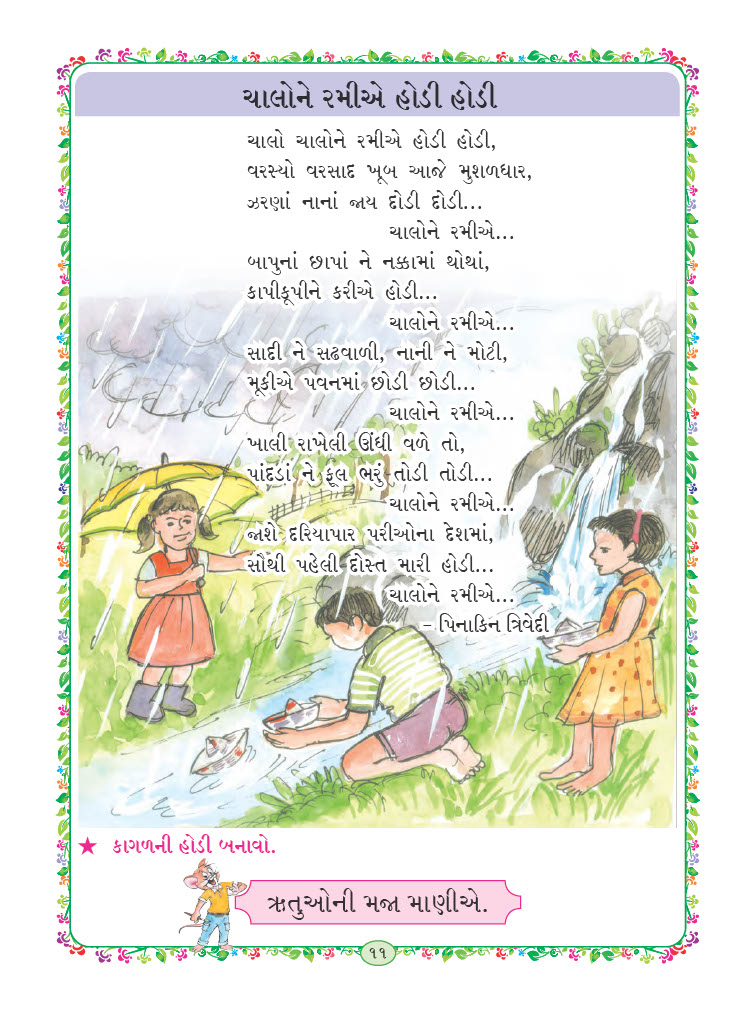 ચાલોને રમીએ હોડી હોડી
ચાલો ચાલોને રમીએ હોડી હોડી,
વરસ્યો વરસાદ ખૂબ આજે મુશળધાર,
ઝરણાં નાનાં જાય દોડી દોડી...
ચાલોને રમીએ...
બાપુનાં છાપાં ને નક્કામાં થોથાં,
કાપીકૂપીને કરીએ હોડી...
ચાલોને રમીએ...
સાદી ને સઢવાળી, નાની ને મોટી,
મૂકીએ પવનમાં છોડી છોડી...
ચાલોને રમીએ...
ખાલી રાખેલી ઊંધી વળે તો,
પાંદડાં ને ફૂલ ભરું તોડી તોડી...
ચાલોને રમીએ...
જાશે દરિયાપાર પરીઓના દેશમાં,
સૌથી પહેલી દોસ્ત મારી હોડી...
ચાલોને રમીએ...
– પિનાકિન ત્રિવેદી
★ કાગળની હોડી બનાવો.
ઋતુઓની મજા માણીએ.
૧૧